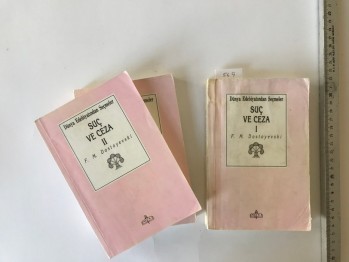 Dünya Edebiyatından Seçmeler
SUÇ
VE CEZA
II
F. M. Dostoyevski
Dünya Edebiyatından Seçmeler
SUÇ
VE CEZA
I
F. M. Dostoyevski